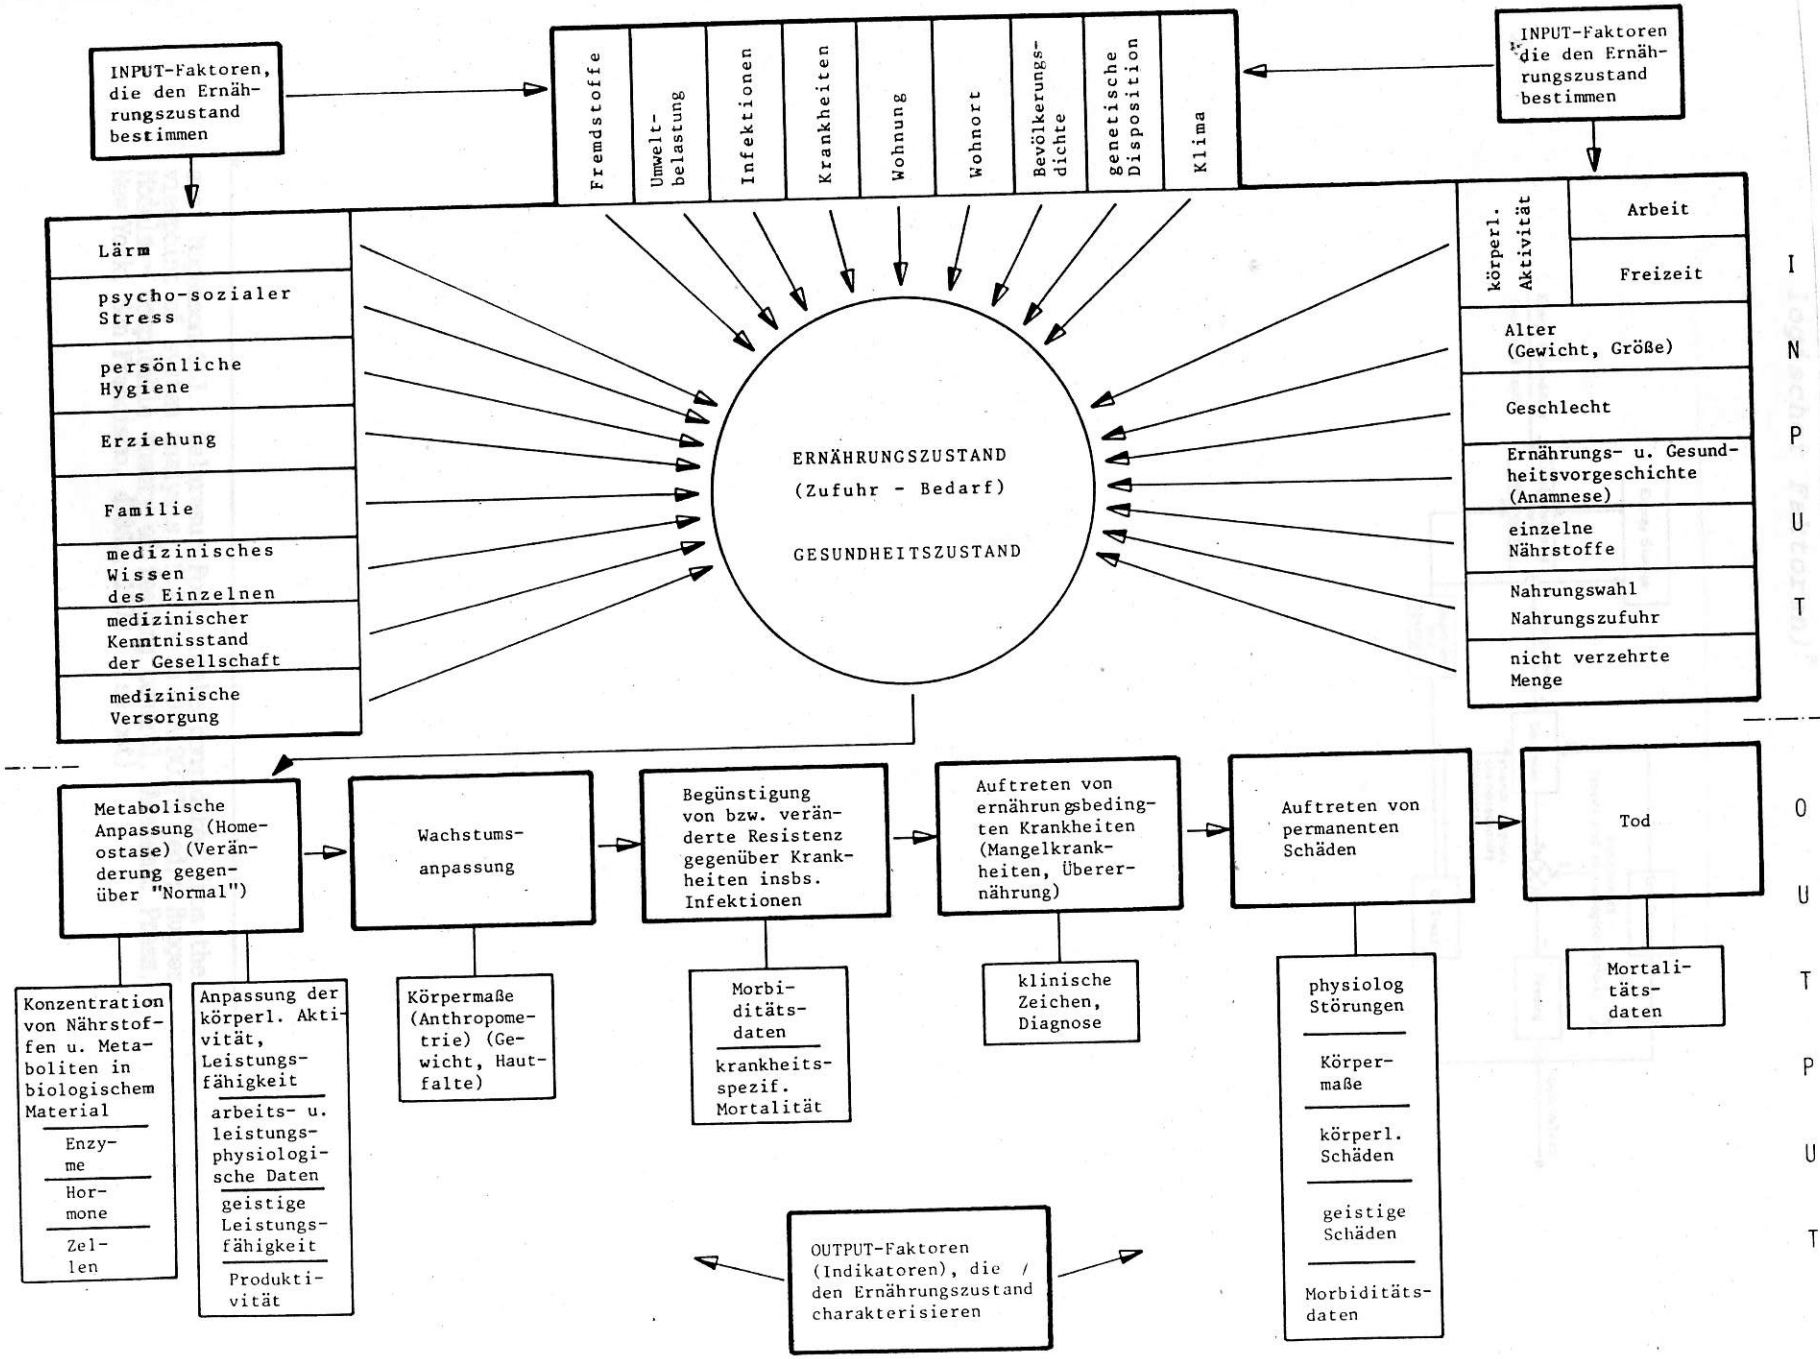 INPUT-Faktoren,
die den Ernäh-
rungszustand
bestimmen
Fremdstoffe
Umwelt-
belastung
Infektionen
Krankheiten
Wohnung
Wohnort
Bevölkerungs-
dichte
genetische
Disposition
Klima
INPUT-Faktoren
die den Ernäh-
rungszustand
bestimmen
Lärm
psycho-sozialer
Stress
persönliche
Hygiene
Erziehung
Familie
medizinisches
Wissen
des Einzelnen
medizinischer
Kenntnisstand
der Gesellschaft
medizinische
Versorgung
ERNÄHRUNGSZUSTAND
(Zufuhr - Bedarf)
GESUNDHEITSZUSTAND
körperl.
Aktivität
Arbeit
Freizeit
Alter
(Gewicht, Größe)
Geschlecht
Ernährungs- u. Gesund-
heitsvorgeschichte
(Anamnese)
einzelne
Nährstoffe
Nahrungswahl
Nahrungszufuhr
nicht verzehrte
Menge
I
N
P
U
T
Metabolische
Anpassung (Home-
ostase) (Verän-
derung gegen-
über "Normal")
Wachstums-
anpassung
Begünstigung
von bzw. verän-
derte Resistenz
gegenüber Krank-
heiten insbs.
Infektionen
Auftreten von
ernährungsbeding-
ten Krankheiten
(Mangelkrank-
heiten, Überer-
nährung)
Auftreten von
permanenten
Schäden
Tod
O
U
T
P
U
T
Konzentration
von Nährstof-
fen u. Meta-
boliten in
biologischem
Material
Enzy-
me
Hor-
mone
Zel-
len
Anpassung der
körperl. Akti-
vität,
Leistungs-
fähigkeit
arbeits- u.
leistungs-
physiologi-
sche Daten
geistige
Leistungs-
fähigkeit
Produkti-
vität
Körpermaße
(Anthropome-
trie) (Ge-
wicht, Haut-
falte)
Morbi-
ditäts-
daten
krankheits-
spezif.
Mortalität
klinische
Zeichen,
Diagnose
physiolog
Störungen
Körper-
maße
körperl.
Schäden
geistige
Schäden
Morbiditäts-
daten
Mortali-
täts-
daten
OUTPUT-Faktoren
(Indikatoren), die
den Ernährungszustand
charakterisieren